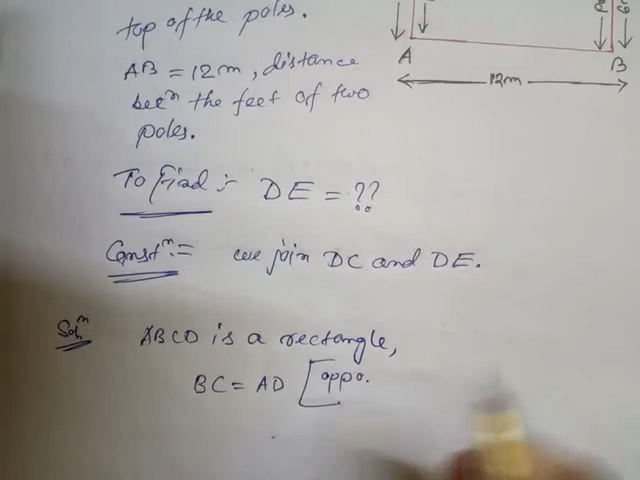 top of the poles.
AB = 12m, distance
betⁿ the feet of two
poles.
To Find :- DE = ??
Constⁿ:= we join DC and DE.
Solⁿ ABCD is a rectangle,
BC = AD [oppo.
A
B
12m